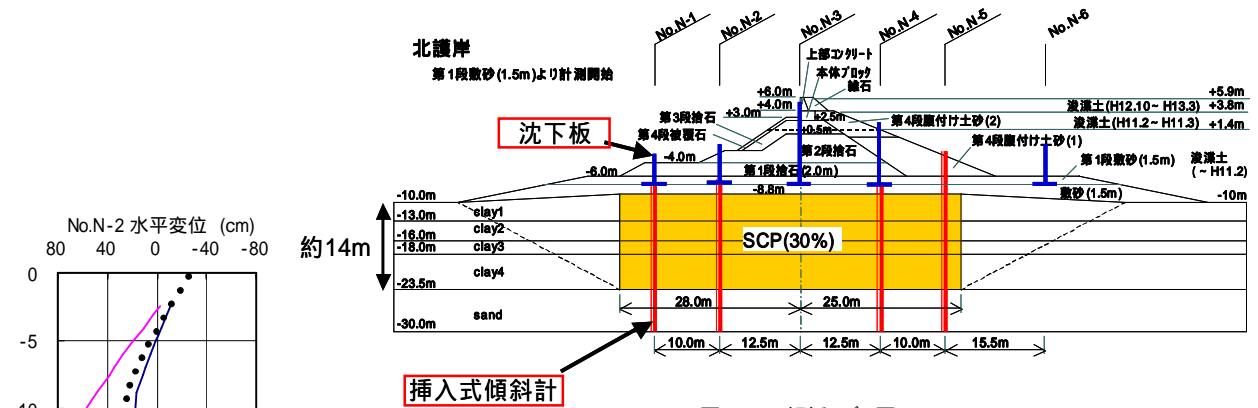 No.N-1
No.N-2
No.N-3
No.N-4
No.N-5
No.N-6
北護岸
第1段敷砂(1.5m)より計測開始
上部コンクリート
本体ブロック
雑石
+6.0m
+5.9m
+4.0m
浚渫土(H12.10~H13.3)
+3.8m
+3.0m
+2.5m
第4段腹付け土砂(2)
浚渫土(H11.2~H11.3)
+1.4m
第3段捨石
第4段被覆石
+0.5m
沈下板
第2段捨石
第4段腹付け土砂(1)
-4.0m
第1段敷砂(1.5m)
浚渫土
(~H11.2)
-6.0m
第1段捨石(2.0m)
-8.8m
敷砂(1.5m)
-10.0m
-10m
clay1
-13.0m
clay2
-16.0m
clay3
-18.0m
SCP(30%)
約14m
clay4
-23.5m
28.0m
25.0m
sand
-30.0m
10.0m
12.5m
12.5m
10.0m
15.5m
挿入式傾斜計
No.N-2 水平変位 (cm)
80 40 0 -40 -80
0
-5